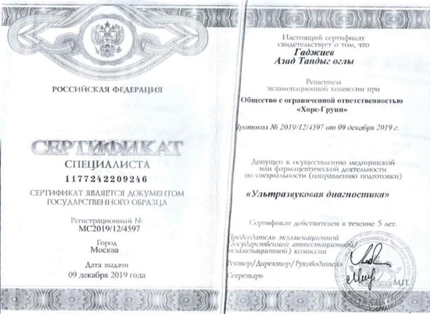 РОССИЙСКАЯ ФЕДЕРАЦИЯ
СЕРТИФИКАТ
СПЕЦИАЛИСТА
1177242209246
СЕРТИФИКАТ ЯВЛЯЕТСЯ ДОКУМЕНТОМ
ГОСУДАРСТВЕННОГО ОБРАЗЦА
Регистрационный №
МС2019/12/4597
Город
Москва
Дата выдачи
09 декабря 2019 года
Настоящий сертификат
свидетельствует о том, что
Гаджиев
Азад Тапдыг оглы
Решением
экзаменационной комиссии при
Общество с ограниченной ответственностью
«Хорс-Групп»
Протокол № 2019/12/4597 от 09 декабря 2019 г.
Допущен к осуществлению медицинской
или фармацевтической деятельности
по специальности (направлению подготовки)
«Ультразвуковая диагностика»
Сертификат действителен в течение 5 лет.
Председатель экзаменационной
(государственной аттестационной/
экзаменационной) комиссии
Ректор/Директор/Руководитель
Секретарь
М.П.